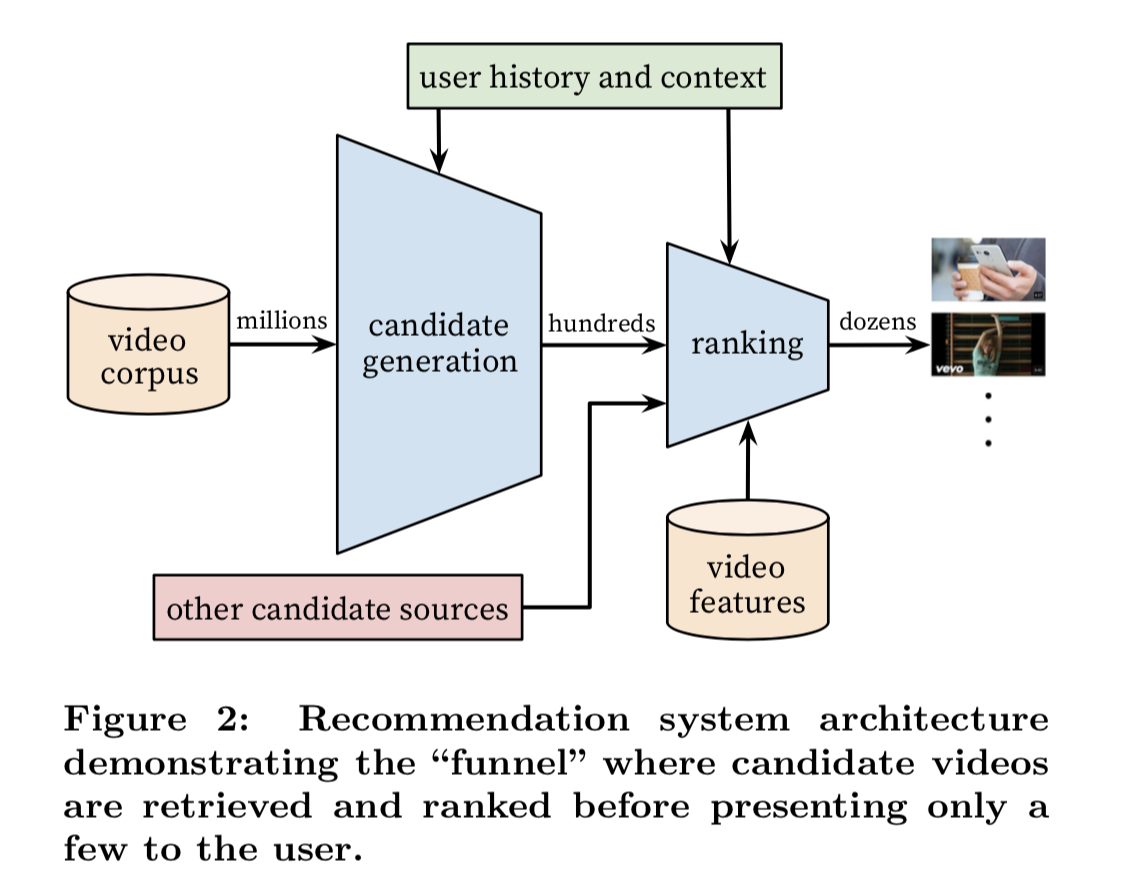 user history and context
video
corpus
millions
candidate
generation
hundreds
ranking
dozens
vevo
other candidate sources
video
features
Figure 2: Recommendation system architecture
demonstrating the “funnel” where candidate videos
are retrieved and ranked before presenting only a
few to the user.